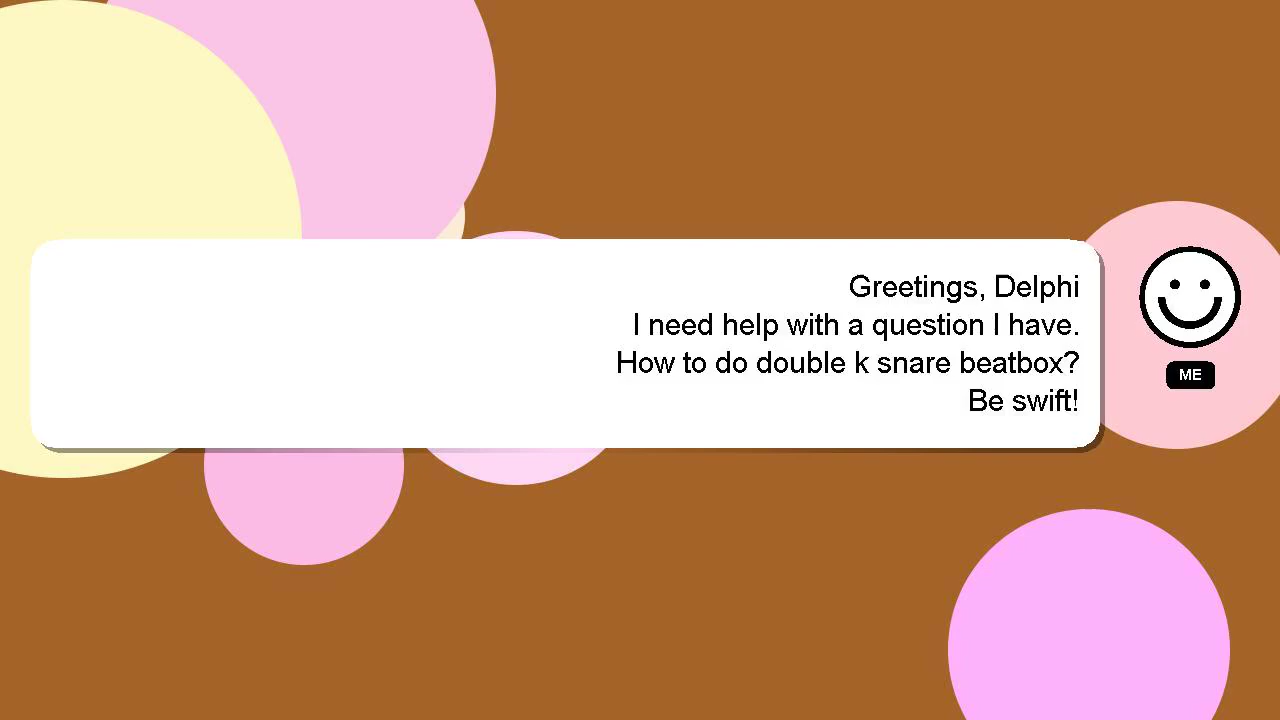 Greetings, Delphi
I need help with a question I have.
How to do double k snare beatbox?
Be swift!
ME